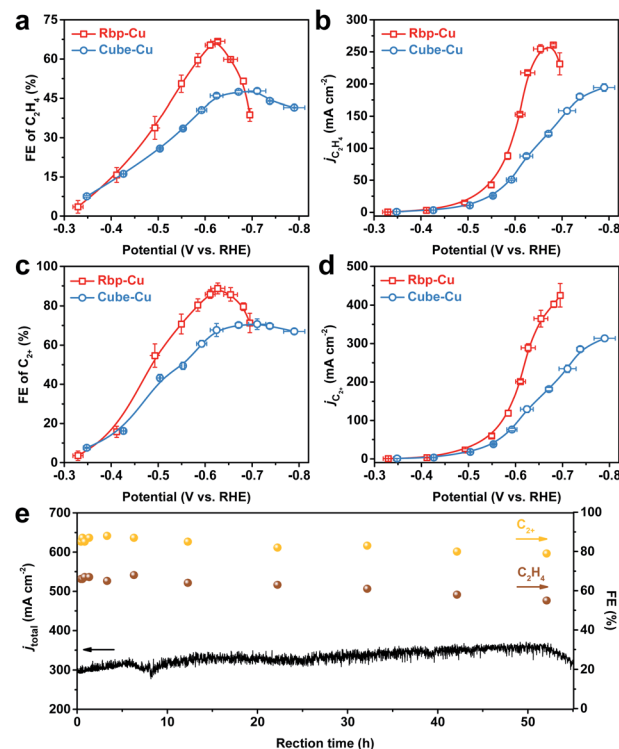 a
Rbp-Cu
Cube-Cu
FE of C₂H₄ (%)
75
60
45
30
15
0
-0.3 -0.4 -0.5 -0.6 -0.7 -0.8
Potential (V vs. RHE)
b
Rbp-Cu
Cube-Cu
j C₂H₄ (mA cm⁻²)
300
250
200
150
100
50
0
-0.3 -0.4 -0.5 -0.6 -0.7 -0.8
Potential (V vs. RHE)
c
Rbp-Cu
Cube-Cu
FE of C₂₊ (%)
100
80
60
40
20
0
-0.3 -0.4 -0.5 -0.6 -0.7 -0.8
Potential (V vs. RHE)
d
Rbp-Cu
Cube-Cu
j C₂₊ (mA cm⁻²)
500
400
300
200
100
0
-0.3 -0.4 -0.5 -0.6 -0.7 -0.8
Potential (V vs. RHE)
e
j total (mA cm⁻²)
700
600
500
400
300
200
C₂₊
C₂H₄
100
80
60
40
20
0
FE (%)
0 10 20 30 40 50
Rection time (h)